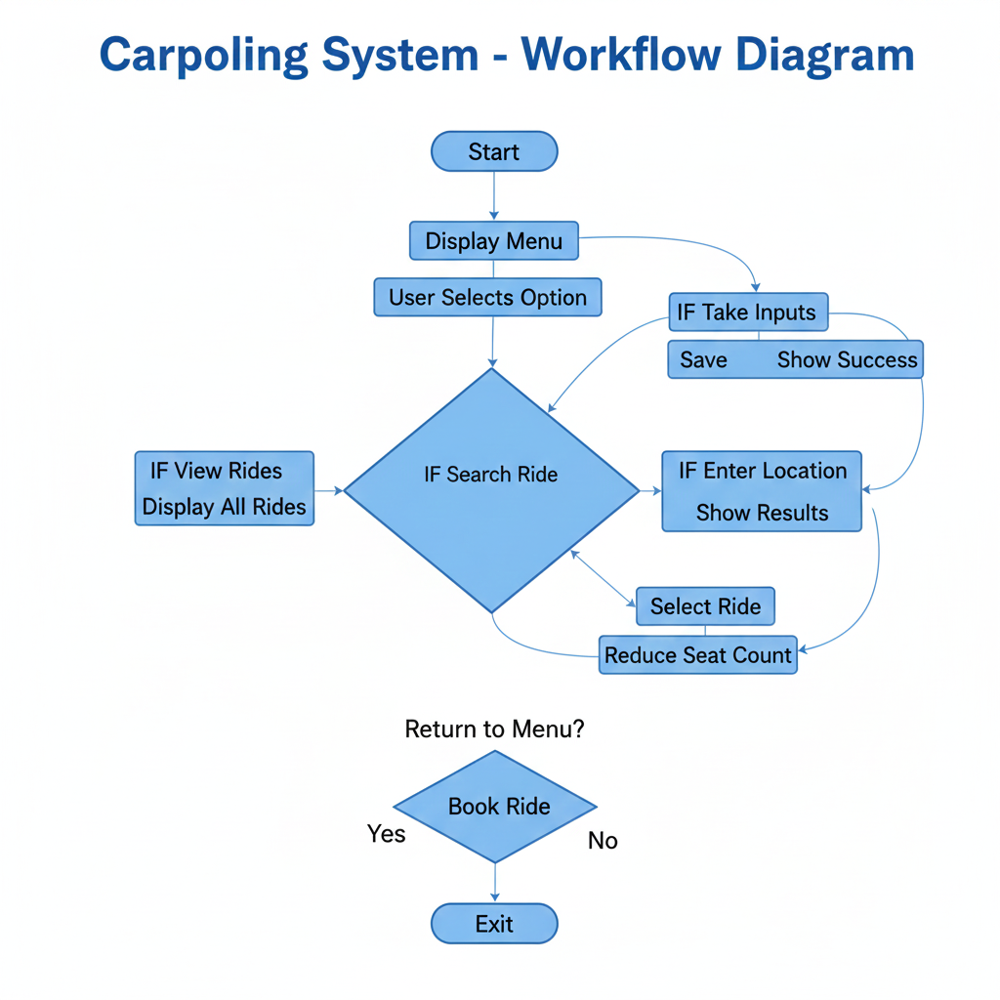 Carpoling System - Workflow Diagram
Start
Display Menu
User Selects Option
IF Take Inputs
Save Show Success
IF View Rides
Display All Rides
IF Search Ride
IF Enter Location
Show Results
Select Ride
Reduce Seat Count
Return to Menu?
Book Ride
Yes
No
Exit